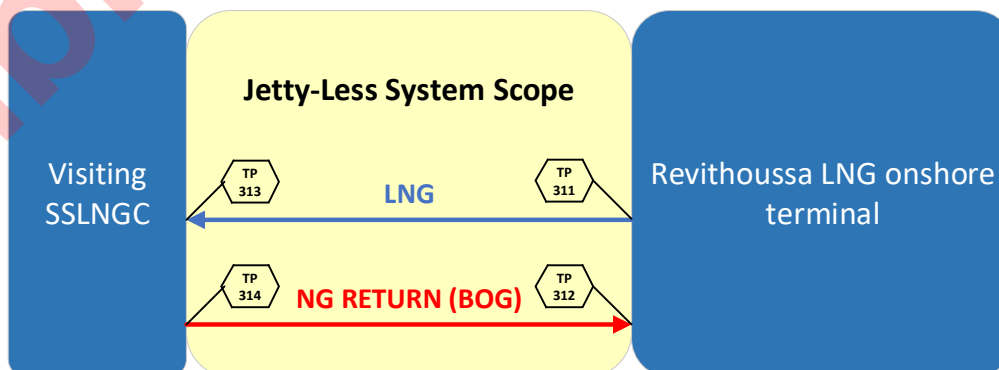 Jetty-Less System Scope
Visiting
SSLNGC
TP
313
LNG
TP
311
Revithoussa LNG onshore
terminal
TP
314
NG RETURN (BOG)
TP
312